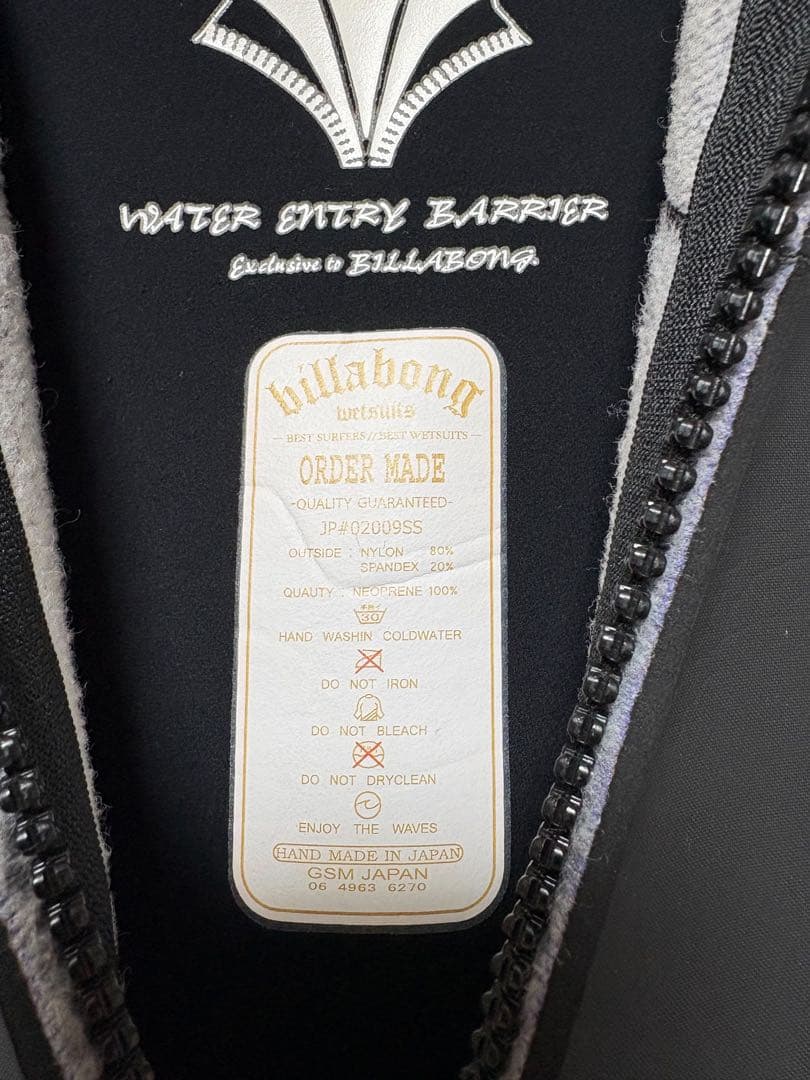 WATER ENTRY BARRIER
Exclusive to BILLABONG.
billabong
wetsuits
BEST SURFERS//BEST WETSUITS
ORDER MADE
-QUALITY GUARANTEED-
JP#02009SS
OUTSIDE : NYLON 80%
SPANDEX 20%
QUAUTY : NEOPRENE 100%
30
HAND WASHIN COLDWATER
DO NOT IRON
DO NOT BLEACH
DO NOT DRYCLEAN
ENJOY THE WAVES
HAND MADE IN JAPAN
GSM JAPAN
06 4963 6270